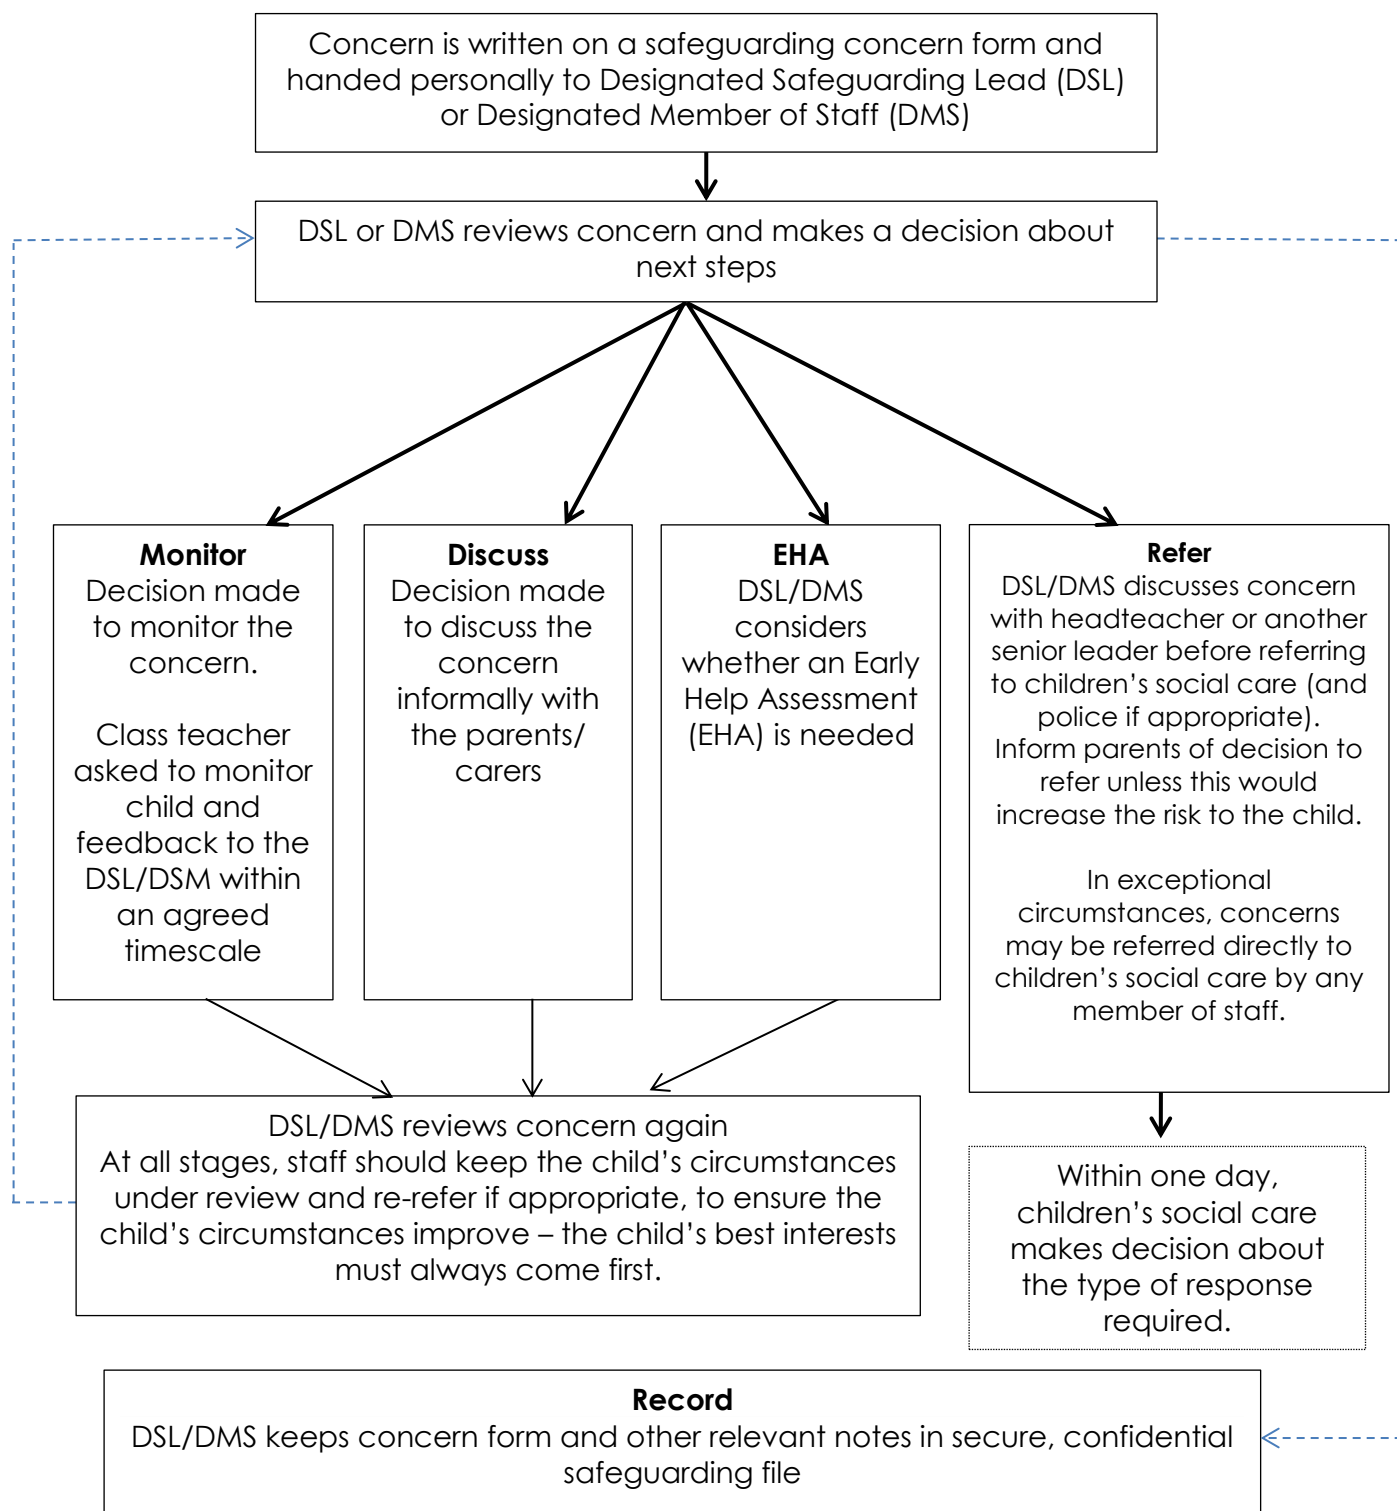 Concern is written on a safeguarding concern form and
handed personally to Designated Safeguarding Lead (DSL)
or Designated Member of Staff (DMS)
DSL or DMS reviews concern and makes a decision about
next steps
Monitor
Decision made
to monitor the
concern.
Class teacher
asked to monitor
child and
feedback to the
DSL/DSM within
an agreed
timescale
Discuss
Decision made
to discuss the
concern
informally with
the parents/
carers
EHA
DSL/DMS
considers
whether an Early
Help Assessment
(EHA) is needed
Refer
DSL/DMS discusses concern
with headteacher or another
senior leader before referring
to children’s social care (and
police if appropriate).
Inform parents of decision to
refer unless this would
increase the risk to the child.
In exceptional
circumstances, concerns
may be referred directly to
children’s social care by any
member of staff.
DSL/DMS reviews concern again
At all stages, staff should keep the child’s circumstances
under review and re-refer if appropriate, to ensure the
child’s circumstances improve – the child’s best interests
must always come first.
Within one day,
children’s social care
makes decision about
the type of response
required.
Record
DSL/DMS keeps concern form and other relevant notes in secure, confidential
safeguarding file